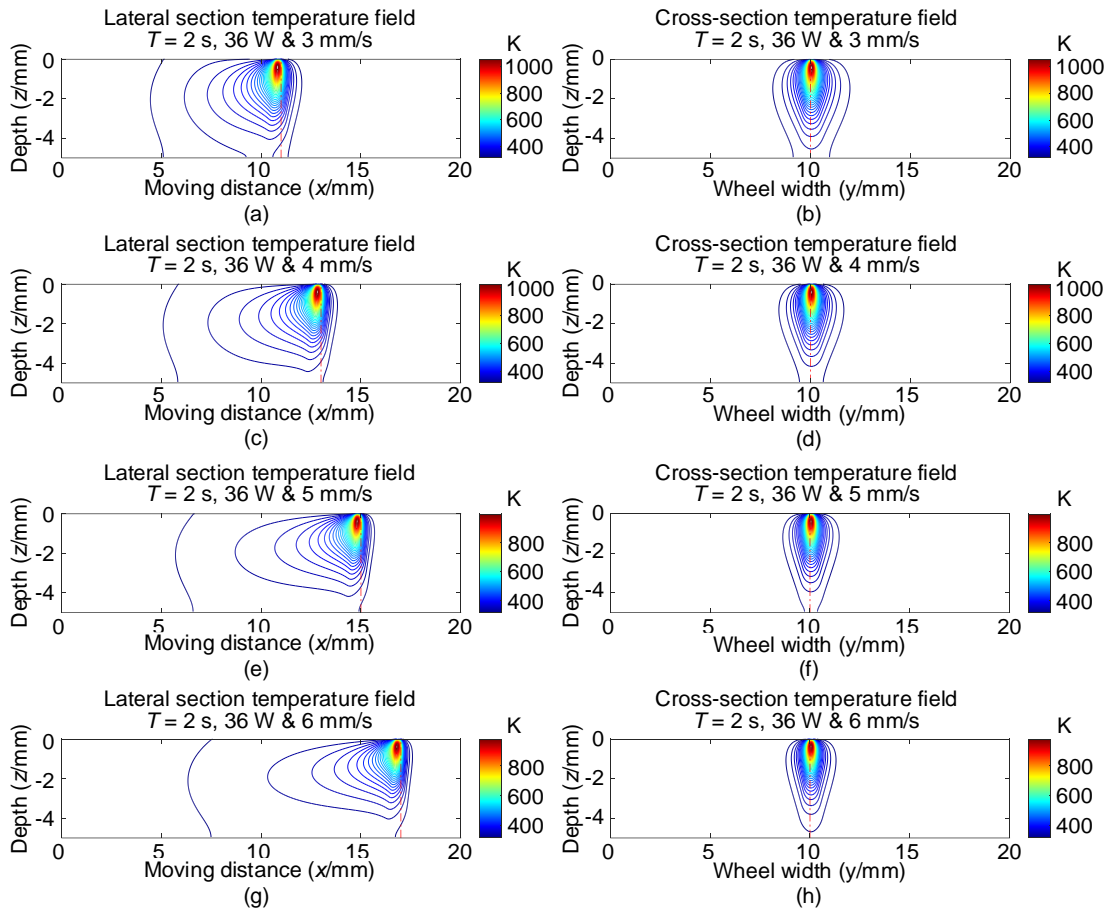 Lateral section temperature field
T = 2 s, 36 W & 3 mm/s
K
1000
800
600
400
0
-2
-4
Depth (z/mm)
0 5 10 15 20
Moving distance (x/mm)
(a)
Cross-section temperature field
T = 2 s, 36 W & 3 mm/s
K
1000
800
600
400
0
-2
-4
Depth (z/mm)
0 5 10 15 20
Wheel width (y/mm)
(b)
Lateral section temperature field
T = 2 s, 36 W & 4 mm/s
K
1000
800
600
400
0
-2
-4
Depth (z/mm)
0 5 10 15 20
Moving distance (x/mm)
(c)
Cross-section temperature field
T = 2 s, 36 W & 4 mm/s
K
1000
800
600
400
0
-2
-4
Depth (z/mm)
0 5 10 15 20
Wheel width (y/mm)
(d)
Lateral section temperature field
T = 2 s, 36 W & 5 mm/s
K
800
600
400
0
-2
-4
Depth (z/mm)
0 5 10 15 20
Moving distance (x/mm)
(e)
Cross-section temperature field
T = 2 s, 36 W & 5 mm/s
K
800
600
400
0
-2
-4
Depth (z/mm)
0 5 10 15 20
Wheel width (y/mm)
(f)
Lateral section temperature field
T = 2 s, 36 W & 6 mm/s
K
800
600
400
0
-2
-4
Depth (z/mm)
0 5 10 15 20
Moving distance (x/mm)
(g)
Cross-section temperature field
T = 2 s, 36 W & 6 mm/s
K
800
600
400
0
-2
-4
Depth (z/mm)
0 5 10 15 20
Wheel width (y/mm)
(h)